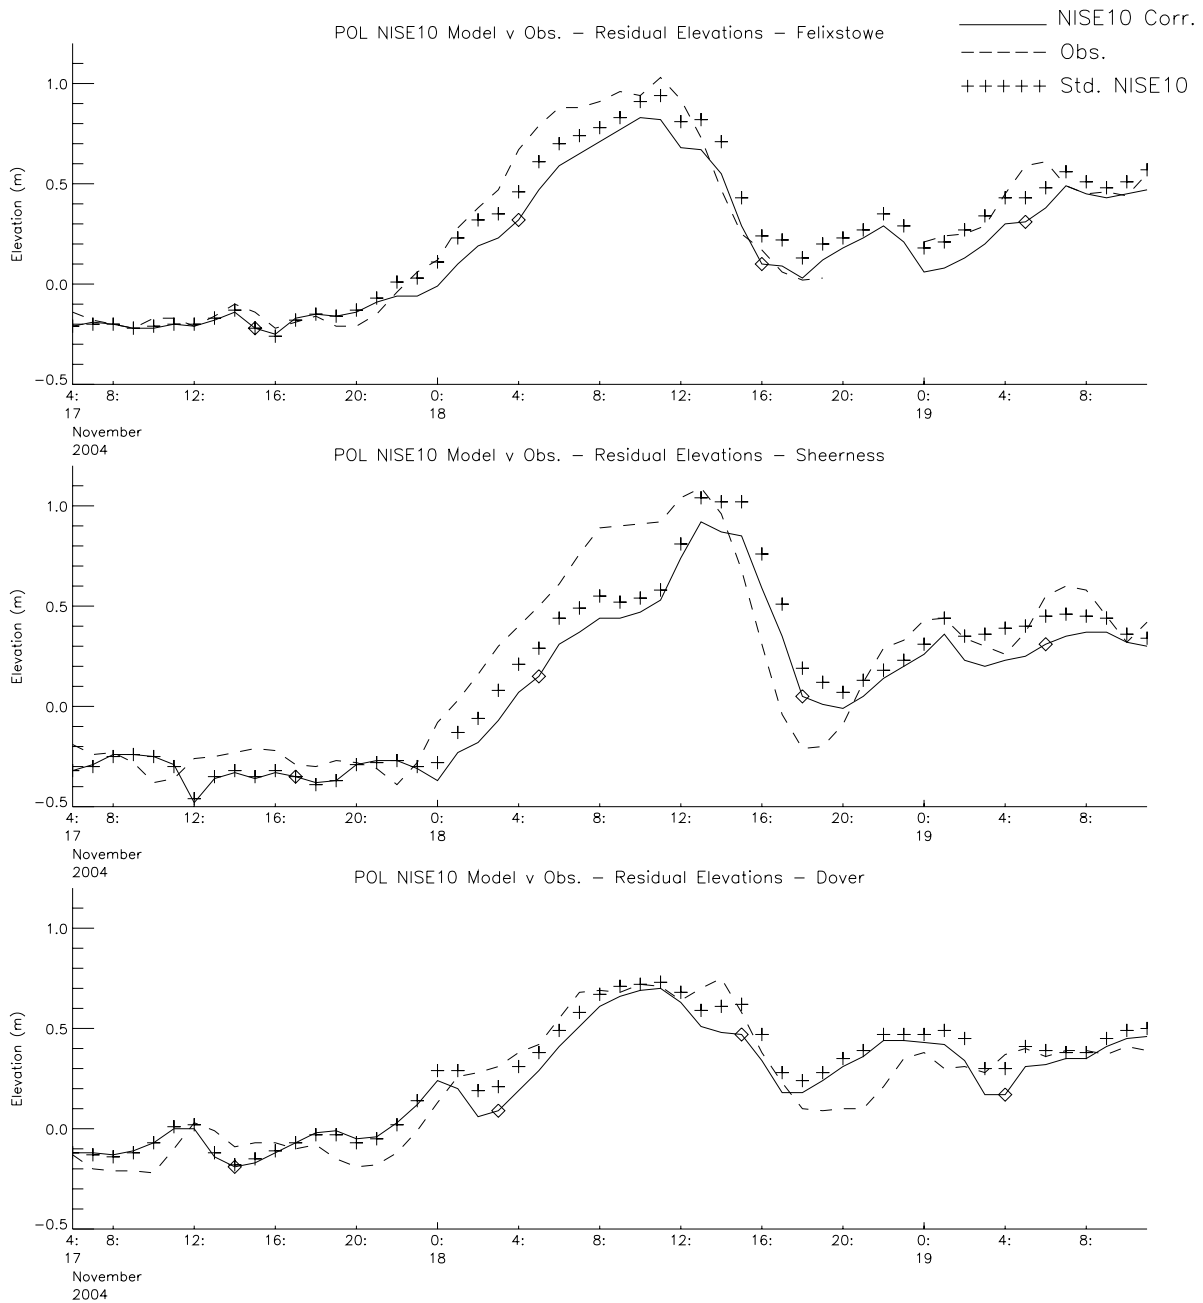 POL NISE10 Model v Obs. − Residual Elevations − Felixstowe
NISE10 Corr.
Obs.
Std. NISE10
Elevation (m)
1.0
0.5
0.0
−0.5
4: 8: 12: 16: 20: 0: 4: 8: 12: 16: 20: 0: 4: 8:
17 18 19
November
2004
POL NISE10 Model v Obs. − Residual Elevations − Sheerness
Elevation (m)
1.0
0.5
0.0
−0.5
4: 8: 12: 16: 20: 0: 4: 8: 12: 16: 20: 0: 4: 8:
17 18 19
November
2004
POL NISE10 Model v Obs. − Residual Elevations − Dover
Elevation (m)
1.0
0.5
0.0
−0.5
4: 8: 12: 16: 20: 0: 4: 8: 12: 16: 20: 0: 4: 8:
17 18 19
November
2004